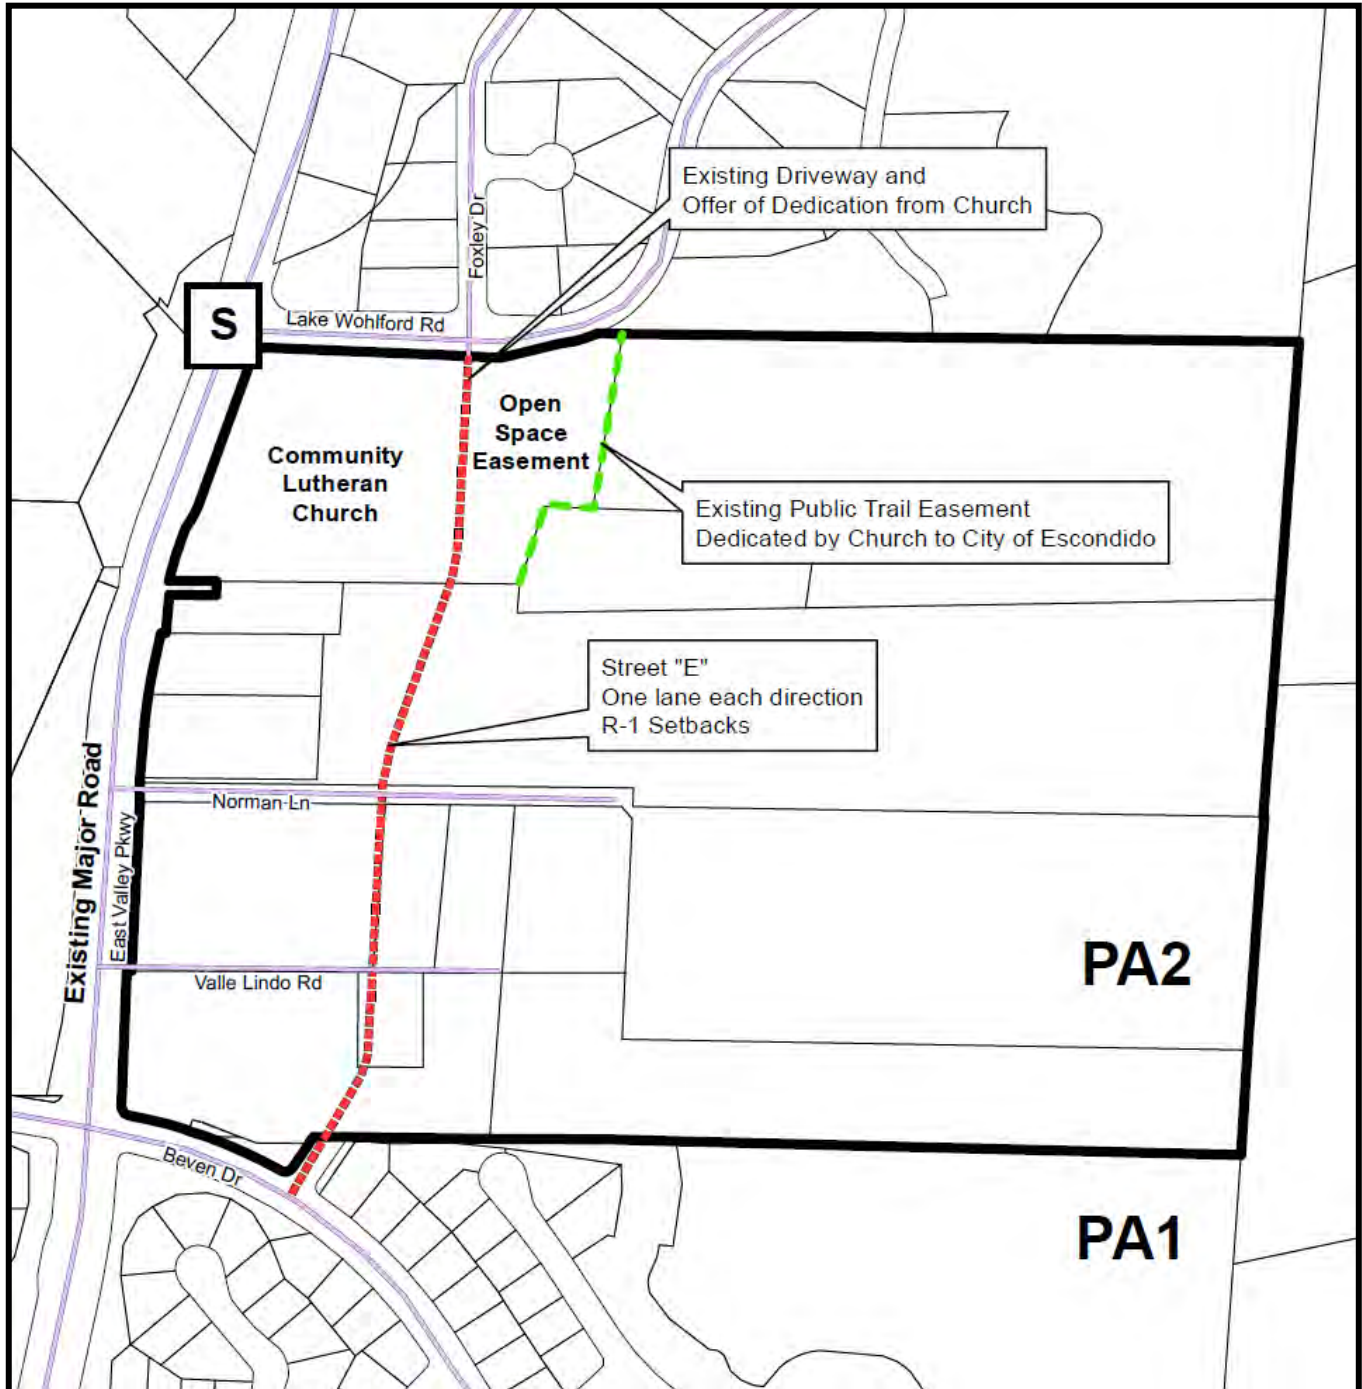 Existing Driveway and
Offer of Dedication from Church
Foxley Dr
S
Lake Wohlford Rd
Open
Space
Easement
Community
Lutheran
Church
Existing Public Trail Easement
Dedicated by Church to City of Escondido
Street "E"
One lane each direction
R-1 Setbacks
Existing Major Road
East Valley Pkwy
Norman Ln
PA2
Valle Lindo Rd
Beven Dr
PA1